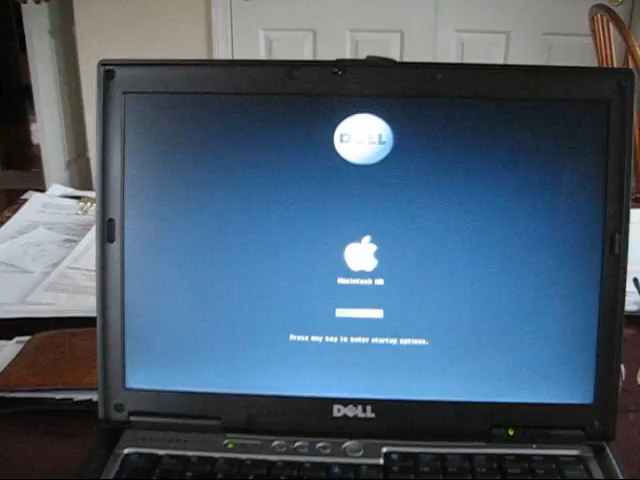 DELL
Macintosh HD
Press any key to enter startup options.
DELL